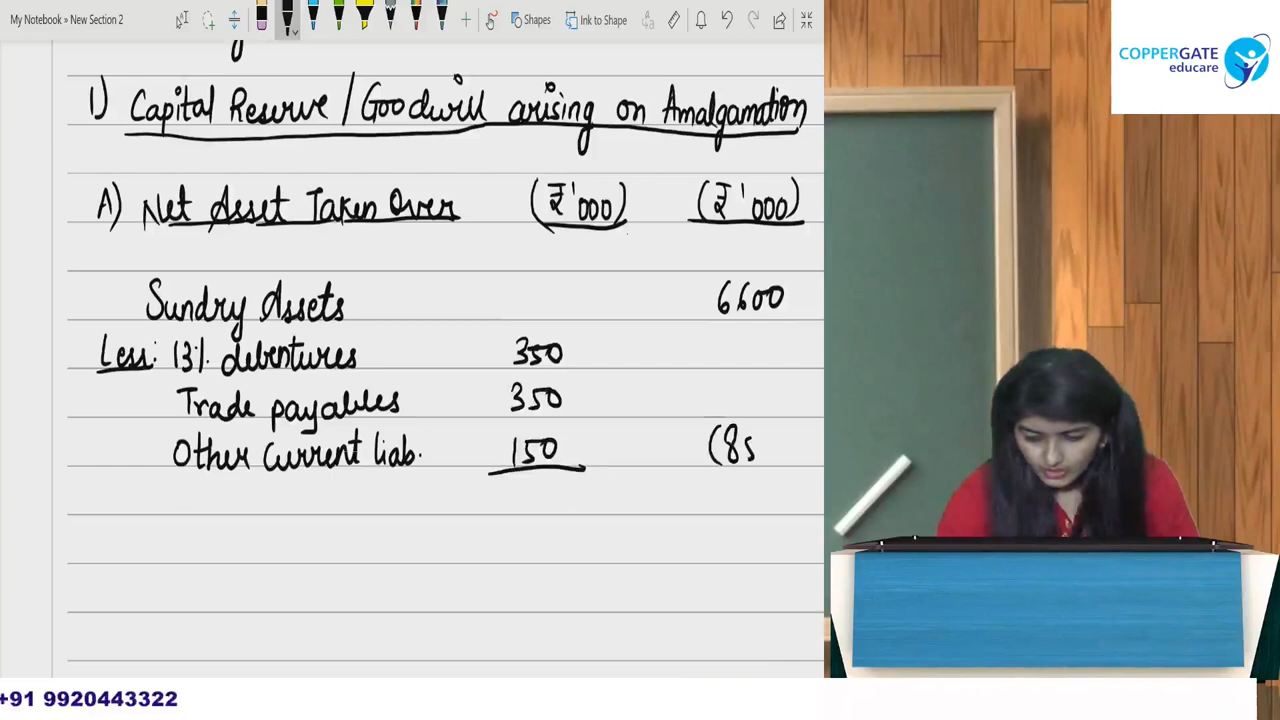 My Notebook » New Section 2
Shapes
Ink to Shape
COPPERGATE
educare
1) Capital Reserve / Goodwill arising on Amalgamation
A) Net Asset Taken Over (₹'000) (₹'000)
Sundry Assets 6600
Less: 13% debentures 350
Trade payables 350
Other Current liab. 150 (85
+91 9920443322